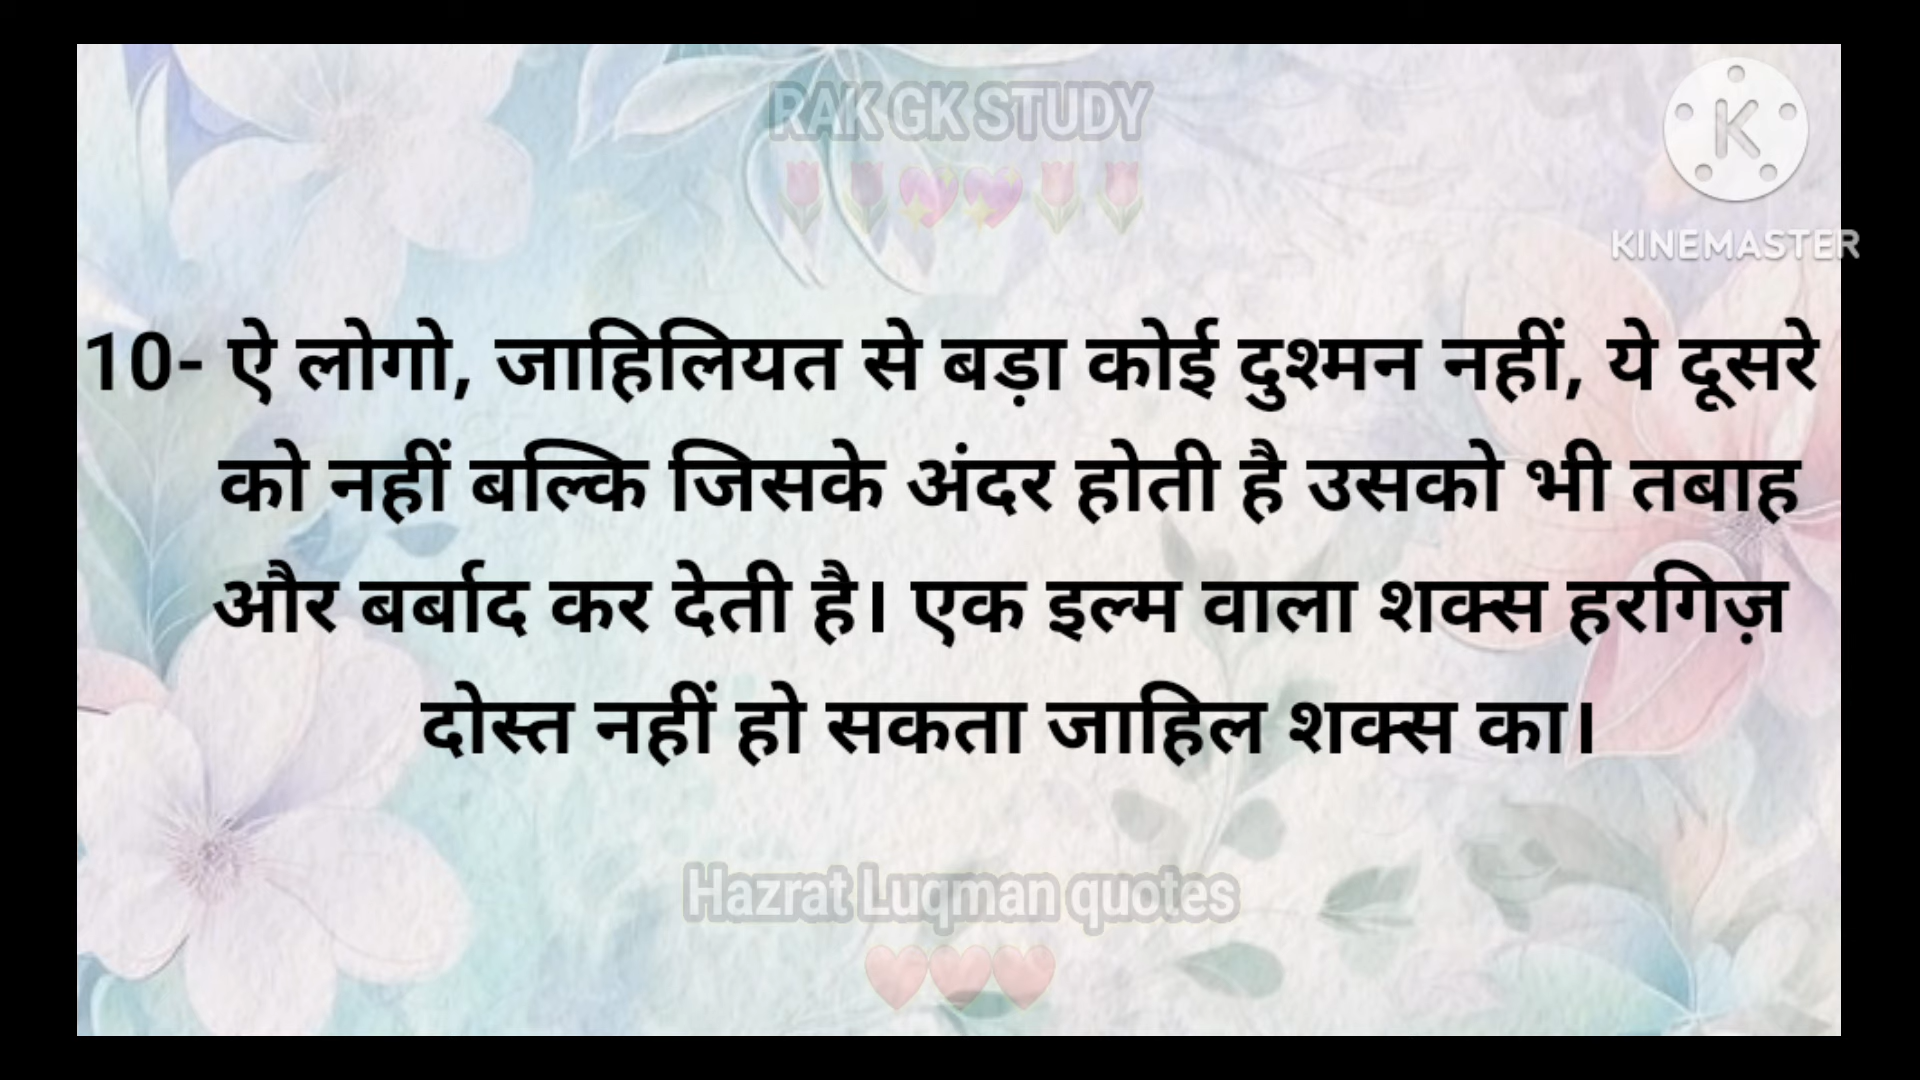 RAK GK STUDY
🌷🌷💖💖🌷🌷
K
KINEMASTER
10- ऐ लोगो, जाहिलियत से बड़ा कोई दुश्मन नहीं, ये दूसरे
को नहीं बल्कि जिसके अंदर होती है उसको भी तबाह
और बर्बाद कर देती है। एक इल्म वाला शक्स हरगिज़
दोस्त नहीं हो सकता जाहिल शक्स का।
Hazrat Luqman quotes
❤️❤️❤️